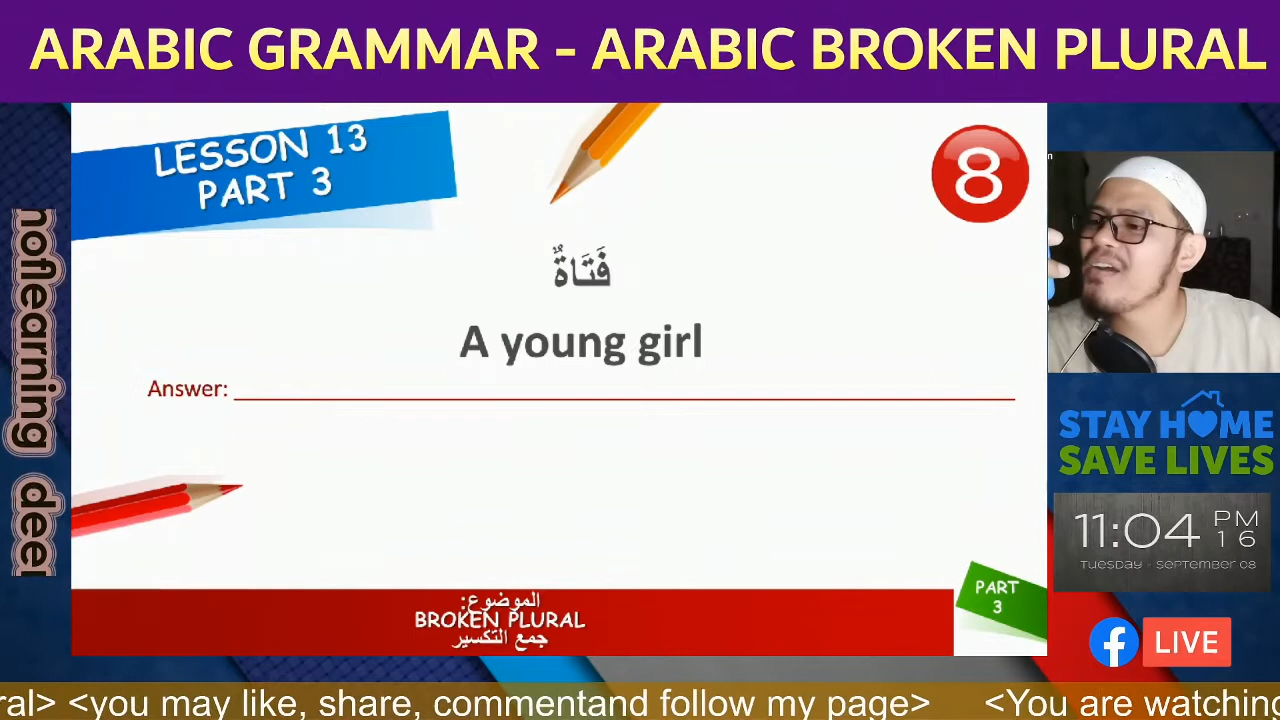 ARABIC GRAMMAR - ARABIC BROKEN PLURAL
LESSON 13
PART 3
8
فَتَاةٌ
A young girl
Answer:
الموضوع:
BROKEN PLURAL
جمع التكسير
PART
3
noflearning deel
STAY HOME
SAVE LIVES
11:04 PM
16
TUESDAY - SEPTEMBER 08
LIVE
ral> <you may like, share, commentand follow my page> <You are watching